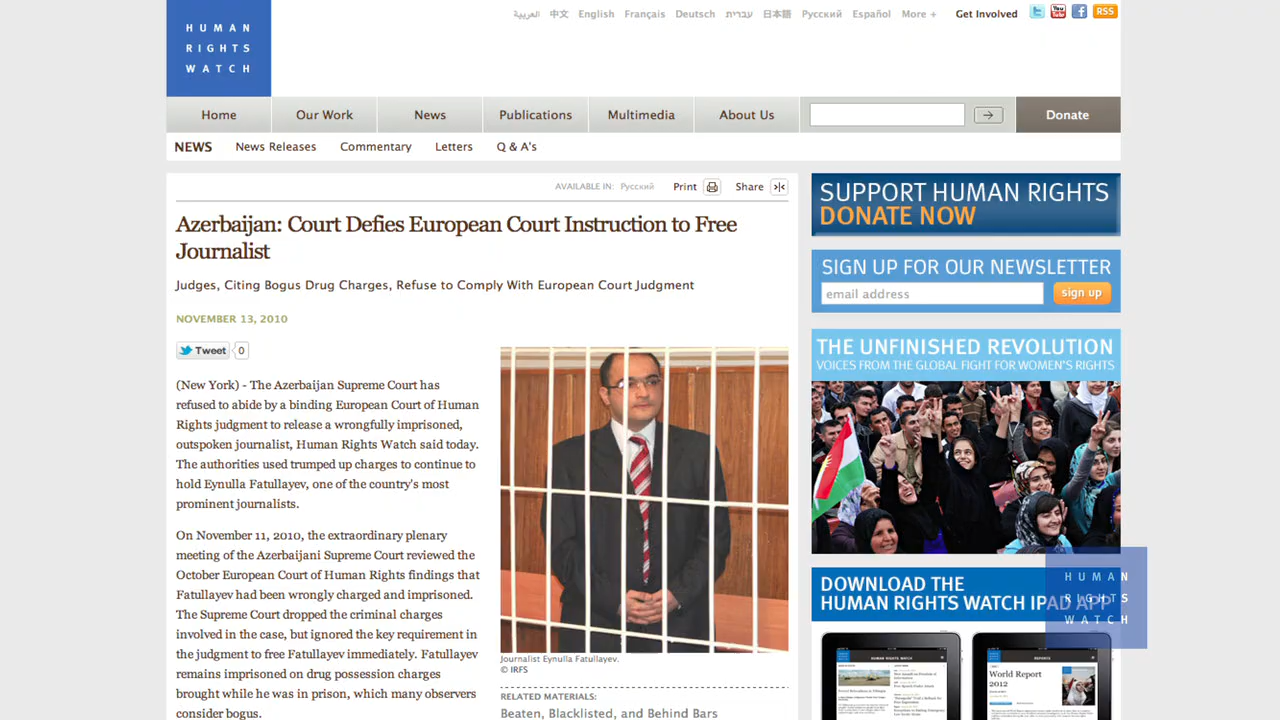 HUMAN
RIGHTS
WATCH
العربية 中文 English Français Deutsch עברית 日本語 Русский Español More + Get Involved You Tube RSS
Home Our Work News Publications Multimedia About Us Donate
NEWS News Releases Commentary Letters Q & A's
AVAILABLE IN: Русский Print Share
Azerbaijan: Court Defies European Court Instruction to Free
Journalist
Judges, Citing Bogus Drug Charges, Refuse to Comply With European Court Judgment
NOVEMBER 13, 2010
Tweet 0
(New York) - The Azerbaijan Supreme Court has
refused to abide by a binding European Court of Human
Rights judgment to release a wrongfully imprisoned,
outspoken journalist, Human Rights Watch said today.
The authorities used trumped up charges to continue to
hold Eynulla Fatullayev, one of the country's most
prominent journalists.
On November 11, 2010, the extraordinary plenary
meeting of the Azerbaijani Supreme Court reviewed the
October European Court of Human Rights findings that
Fatullayev had been wrongly charged and imprisoned.
The Supreme Court dropped the criminal charges
involved in the case, but ignored the key requirement in
the judgment to free Fatullayev immediately. Fatullayev
remains imprisoned on drug possession charges
brought while he was in prison, which many observers
consider bogus.
Journalist Eynulla Fatullayev.
© IRFS
RELATED MATERIALS:
Beaten, Blacklisted, and Behind Bars
SUPPORT HUMAN RIGHTS
DONATE NOW
SIGN UP FOR OUR NEWSLETTER
email address sign up
THE UNFINISHED REVOLUTION
VOICES FROM THE GLOBAL FIGHT FOR WOMEN'S RIGHTS
DOWNLOAD THE
HUMAN RIGHTS WATCH IPAD APP
HUMAN
RIGHTS
WATCH
HUMAN RIGHTS WATCH
REPORTS
World Report
2012